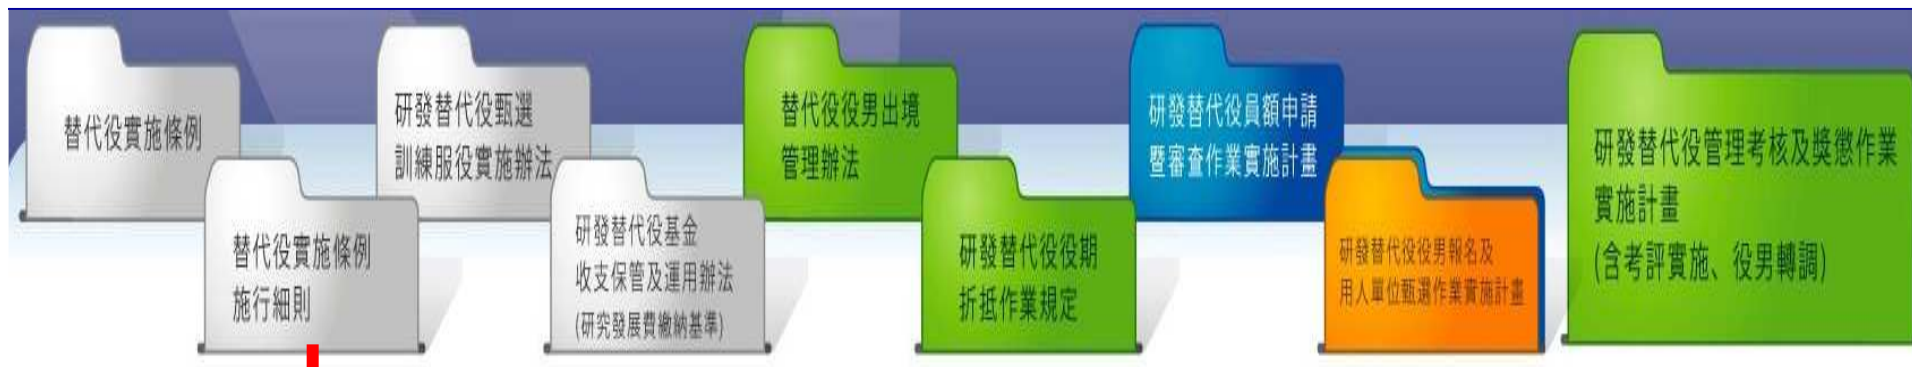 替代役實施條例
替代役實施條例
施行細則
研發替代役甄選
訓練服役實施辦法
研發替代役基金
收支保管及運用辦法
(研究發展費繳納基準)
替代役役男出境
管理辦法
研發替代役役期
折抵作業規定
研發替代役員額申請
暨審查作業實施計畫
研發替代役役男報名及
用人單位甄選作業實施計畫
研發替代役管理考核及獎懲作業
實施計畫
(含考評實施、役男轉調)